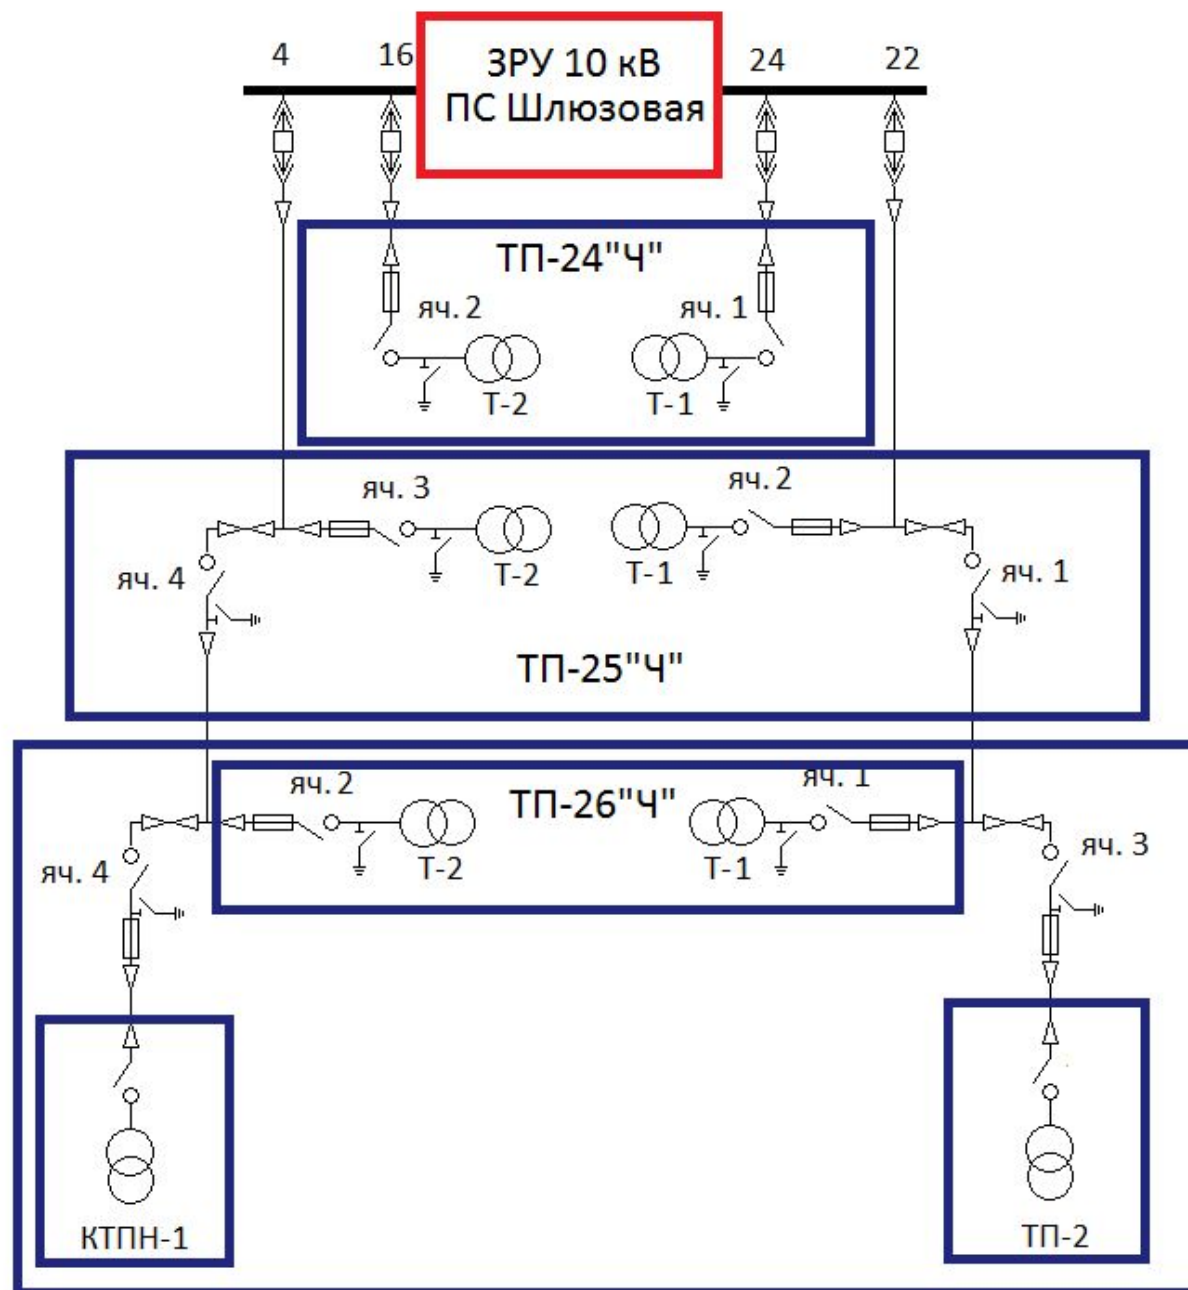 4
16
ЗРУ 10 кВ
ПС Шлюзовая
24
22
ТП-24"Ч"
яч. 2
яч. 1
Т-2
Т-1
яч. 3
яч. 2
яч. 4
Т-2
Т-1
яч. 1
ТП-25"Ч"
яч. 2
ТП-26"Ч"
яч. 1
яч. 4
Т-2
Т-1
яч. 3
КТПН-1
ТП-2